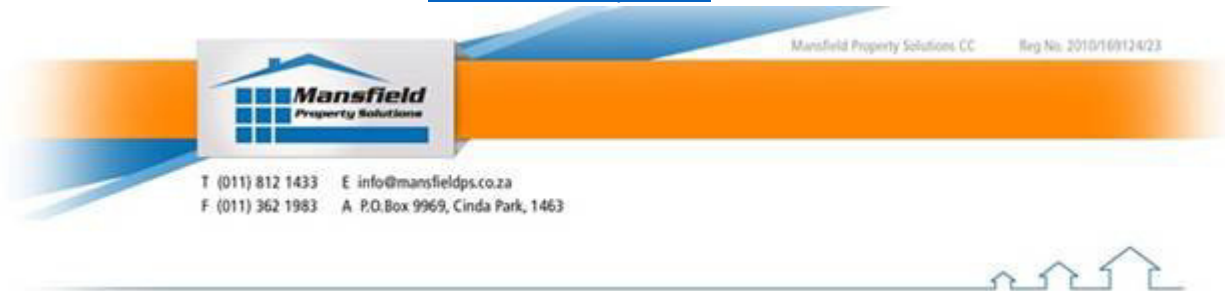 Mansfield Property Solutions CC Reg No. 2010/169124/23
Mansfield
Property Solutions
T (011) 812 1433 E info@mansfieldps.co.za
F (011) 362 1983 A P.O.Box 9969, Cinda Park, 1463